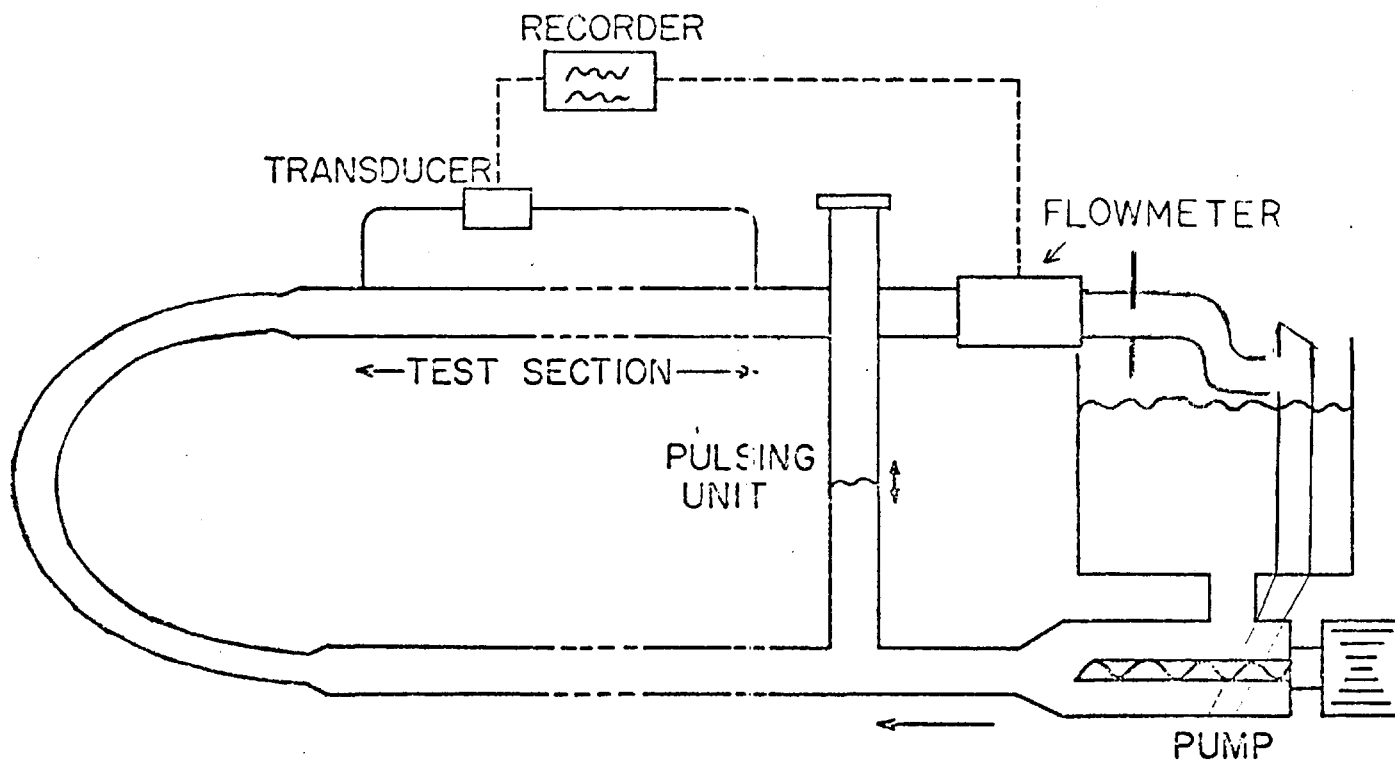 RECORDER
TRANSDUCER
FLOWMETER
TEST SECTION
PULSING
UNIT
PUMP